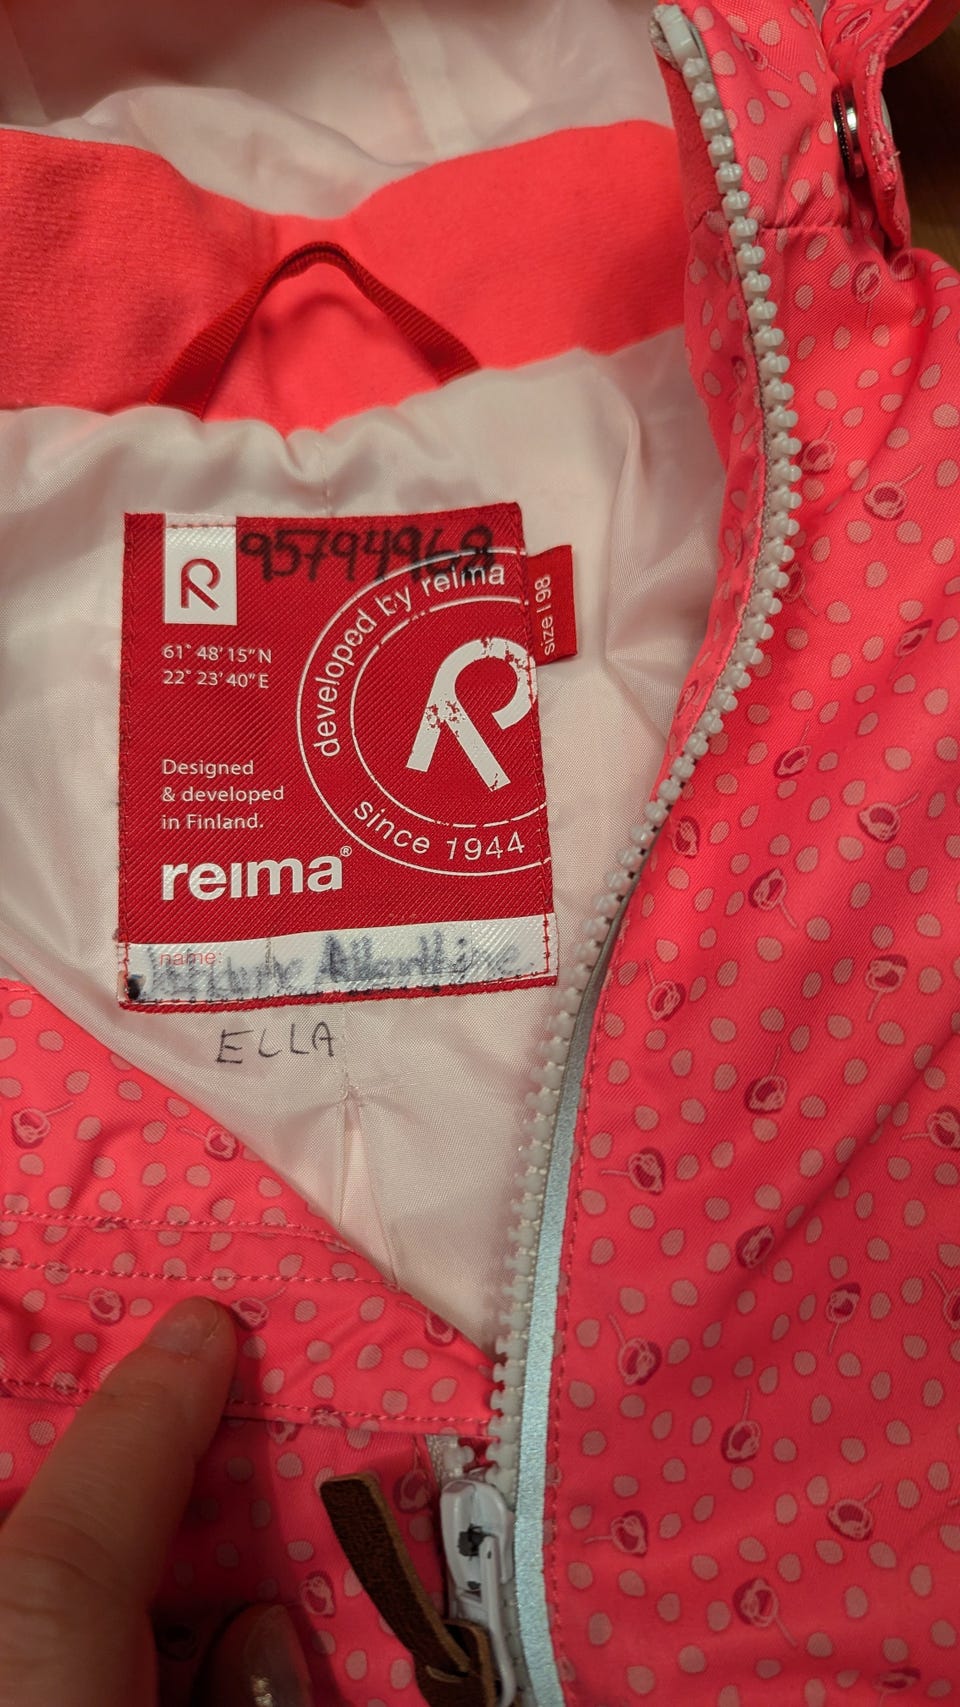 R
95794968
size | 98
61° 48' 15" N
22° 23' 40" E
developed by reima
R
since 1944
Designed
& developed
in Finland.
reima®
name:
ELLA